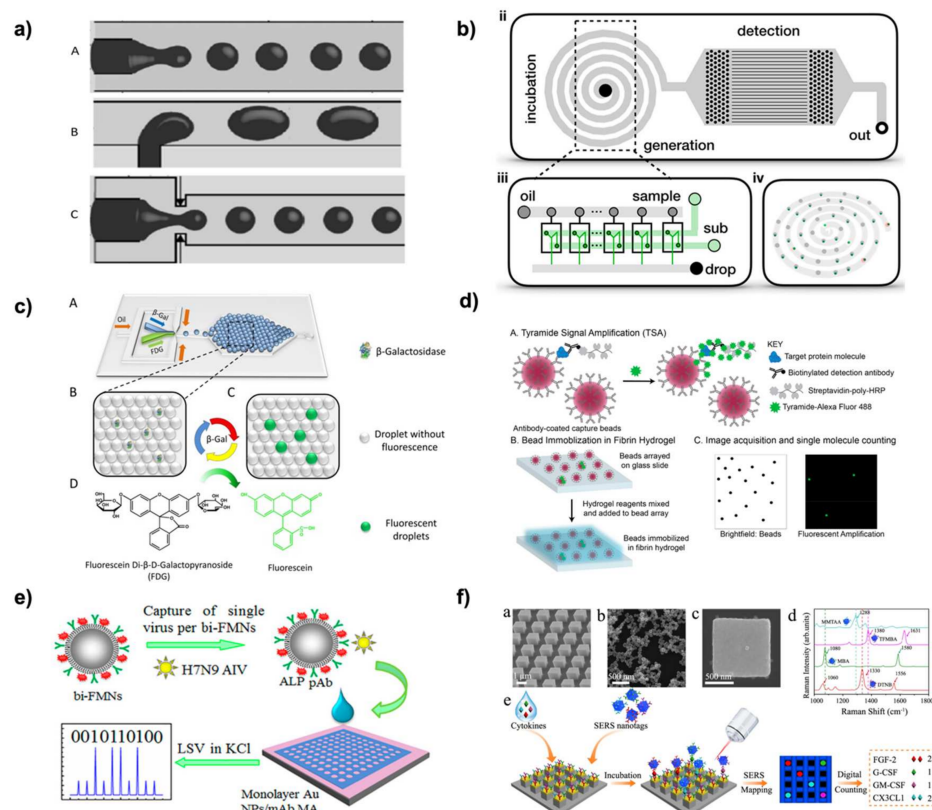 a)
A
B
C
b)
ii
incubation
detection
generation
out
iii
oil
sample
sub
drop
iv
c)
A
Oil
β-Gal
FDG
β-Galactosidase
B
C
β-Gal
Droplet without
fluorescence
D
Fluorescein Di-β-D-Galactopyranoside
(FDG)
Fluorescein
Fluorescent
droplets
d)
A. Tyramide Signal Amplification (TSA)
KEY
Target protein molecule
Biotinylated detection antibody
Streptavidin-poly-HRP
Tyramide-Alexa Fluor 488
Antibody-coated capture beads
B. Bead Immoblization in Fibrin Hydrogel
C. Image acquisition and single molecule counting
Beads arrayed
on glass slide
Hydrogel reagents mixed
and added to bead array
Beads immobilized
in fibrin hydrogel
Brightfield: Beads
Fluorescent Amplification
e)
Capture of single
virus per bi-FMNs
H7N9 AIV
bi-FMNs
ALP pAb
0010110100
LSV in KCl
Monolayer Au
NPs/mAb MA
f)
a
1 μm
b
500 μm
c
500 nm
d
Raman Intensity (arb.units)
MMTAA
1288
1380
TFMBA
1631
1080
MBA
1580
1060
1330
DTNB
1556
1000 1200 1400 1600 1800
Raman Shift (cm⁻¹)
e
Cytokines
SERS
nanotags
Incubation
SERS
Mapping
Digital
Counting
FGF-2 2
G-CSF 1
GM-CSF 1
CX3CL1 2